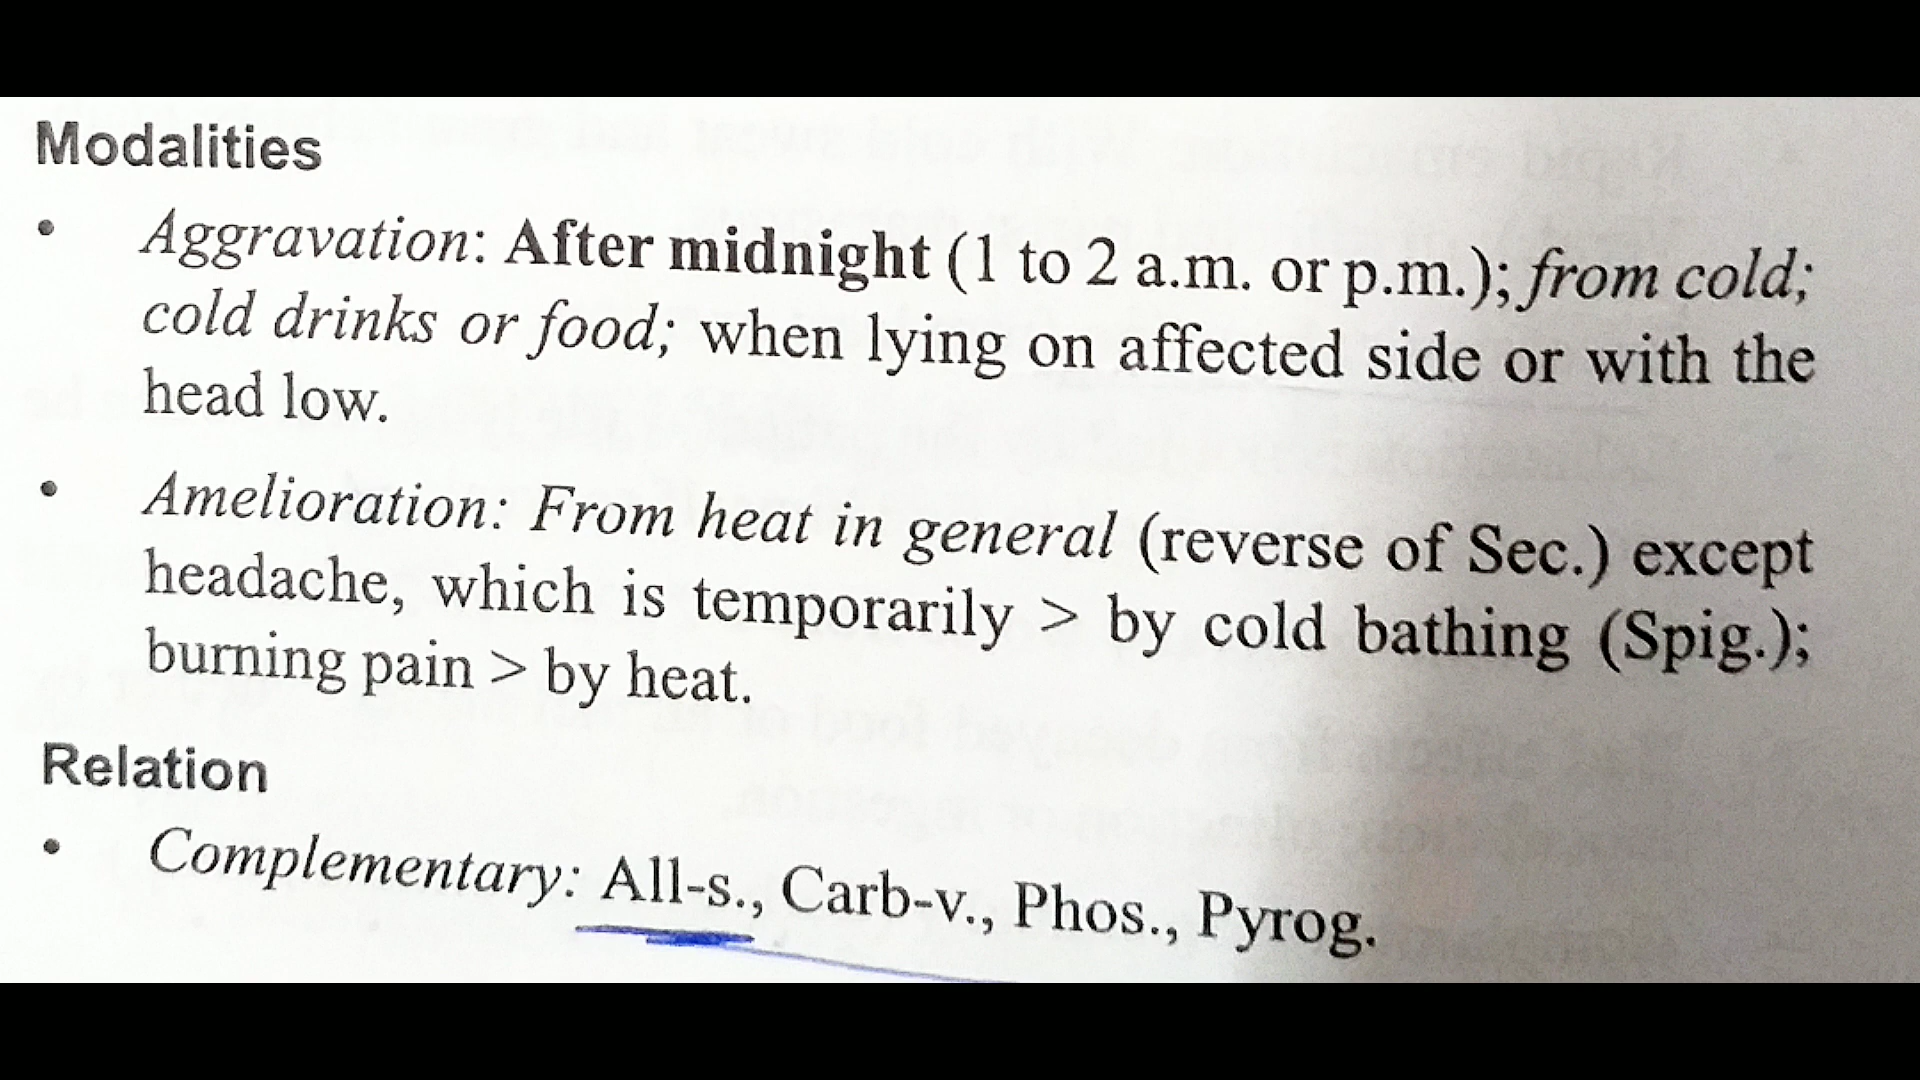 Modalities
• Aggravation: After midnight (1 to 2 a.m. or p.m.); from cold;
cold drinks or food; when lying on affected side or with the
head low.
• Amelioration: From heat in general (reverse of Sec.) except
headache, which is temporarily > by cold bathing (Spig.);
burning pain > by heat.
Relation
• Complementary: All-s., Carb-v., Phos., Pyrog.